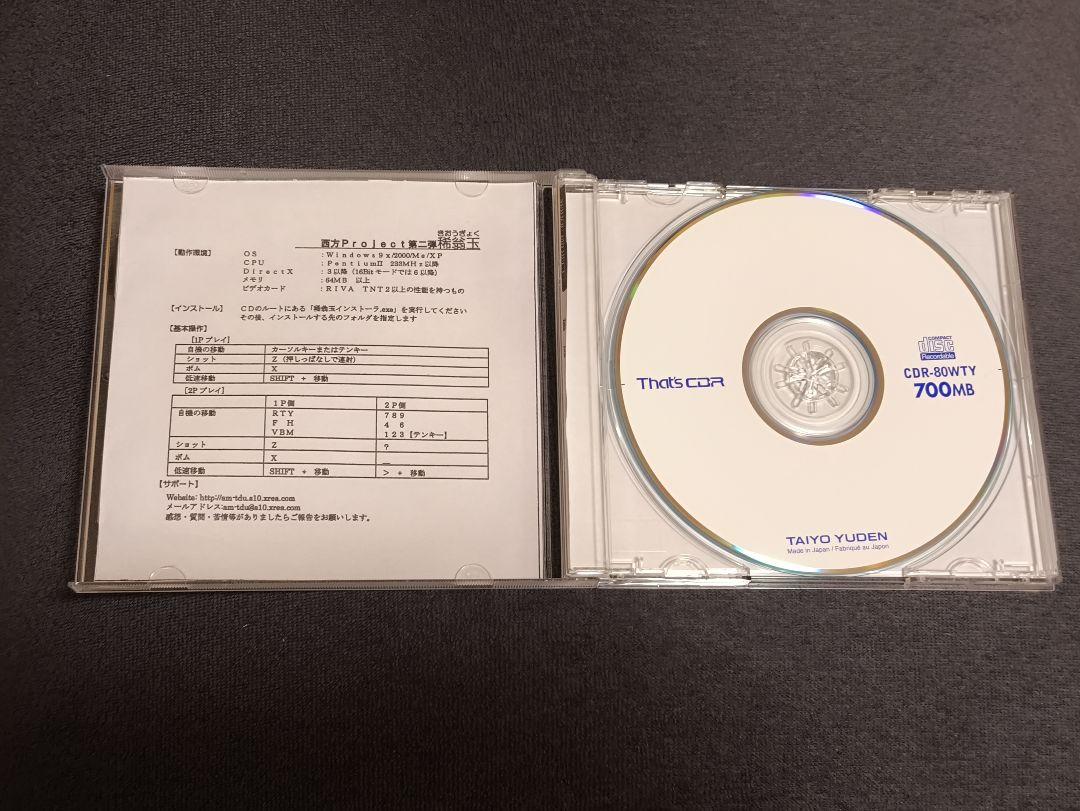 きおうぎょく
西方Project第二弾稀翁玉
【動作環境】 OS :Windows9x/2000/Me/XP
CPU :PentiumⅡ 233MHz以降
DirectX :3以降(16Bitモードでは6以降)
メモリ :64MB 以上
ビデオカード :RIVA TNT2以上の性能を持つもの
【インストール】 CDのルートにある「稀翁玉インストーラ.exe」を実行してください
その後、インストールする先のフォルダを指定します
【基本操作】
[1Pプレイ]
自機の移動 カーソルキーまたはテンキー
ショット Z(押しっぱなしで連射)
ボム X
低速移動 SHIFT + 移動
[2Pプレイ]
1P側 2P側
自機の移動 RTY 789
F H 4 6
VBM 123【テンキー】
ショット Z ?
ボム X _
低速移動 SHIFT + 移動 > + 移動
【サポート】
Website: http://am-tdu.s10.xrea.com
メールアドレス:am-tdu@s10.xrea.com
感想・質問・苦情等がありましたらご報告をお願いします。
That's CDR
COMPACT
disc
Recordable
CDR-80WTY
700MB
TAIYO YUDEN
Made in Japan / Fabriqué au Japon